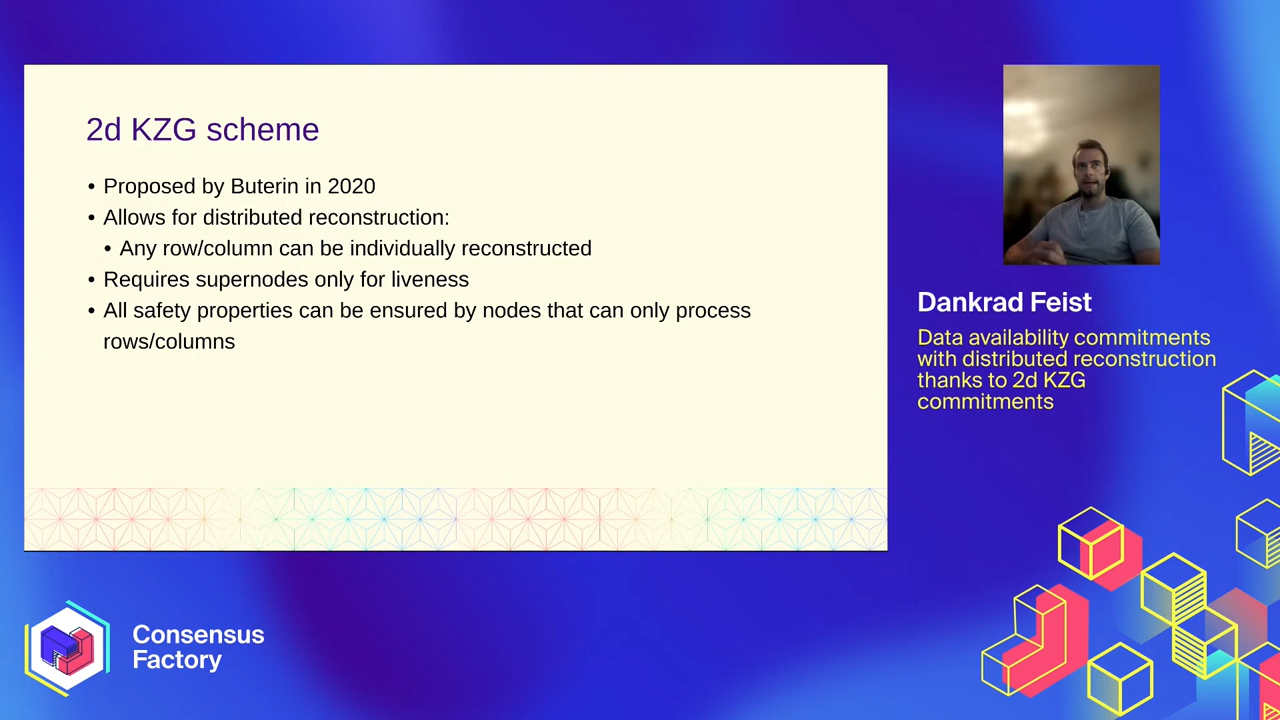 2d KZG scheme
• Proposed by Buterin in 2020
• Allows for distributed reconstruction:
• Any row/column can be individually reconstructed
• Requires supernodes only for liveness
• All safety properties can be ensured by nodes that can only process
rows/columns
Dankrad Feist
Data availability commitments
with distributed reconstruction
thanks to 2d KZG
commitments
Consensus
Factory